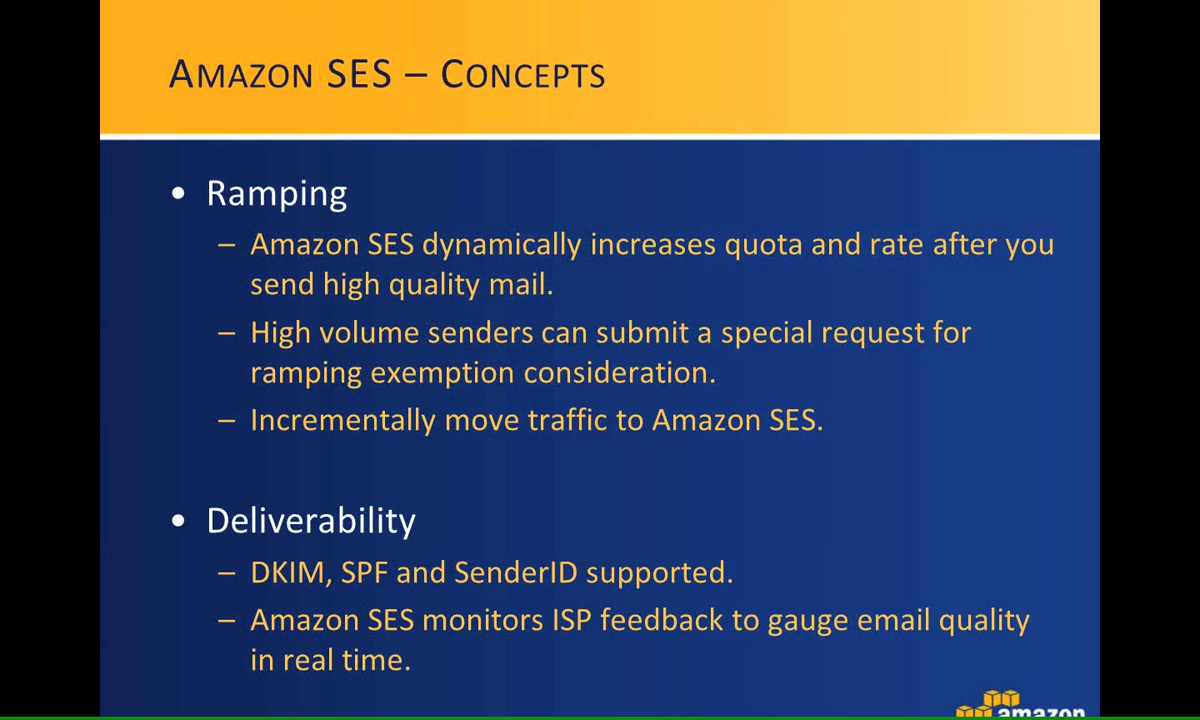 AMAZON SES – CONCEPTS
• Ramping
– Amazon SES dynamically increases quota and rate after you
send high quality mail.
– High volume senders can submit a special request for
ramping exemption consideration.
– Incrementally move traffic to Amazon SES.
• Deliverability
– DKIM, SPF and SenderID supported.
– Amazon SES monitors ISP feedback to gauge email quality
in real time.
amazon